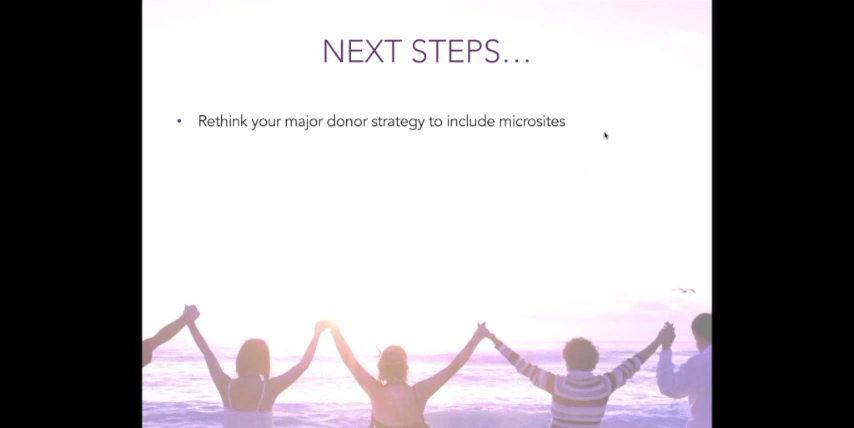 NEXT STEPS...
• Rethink your major donor strategy to include microsites